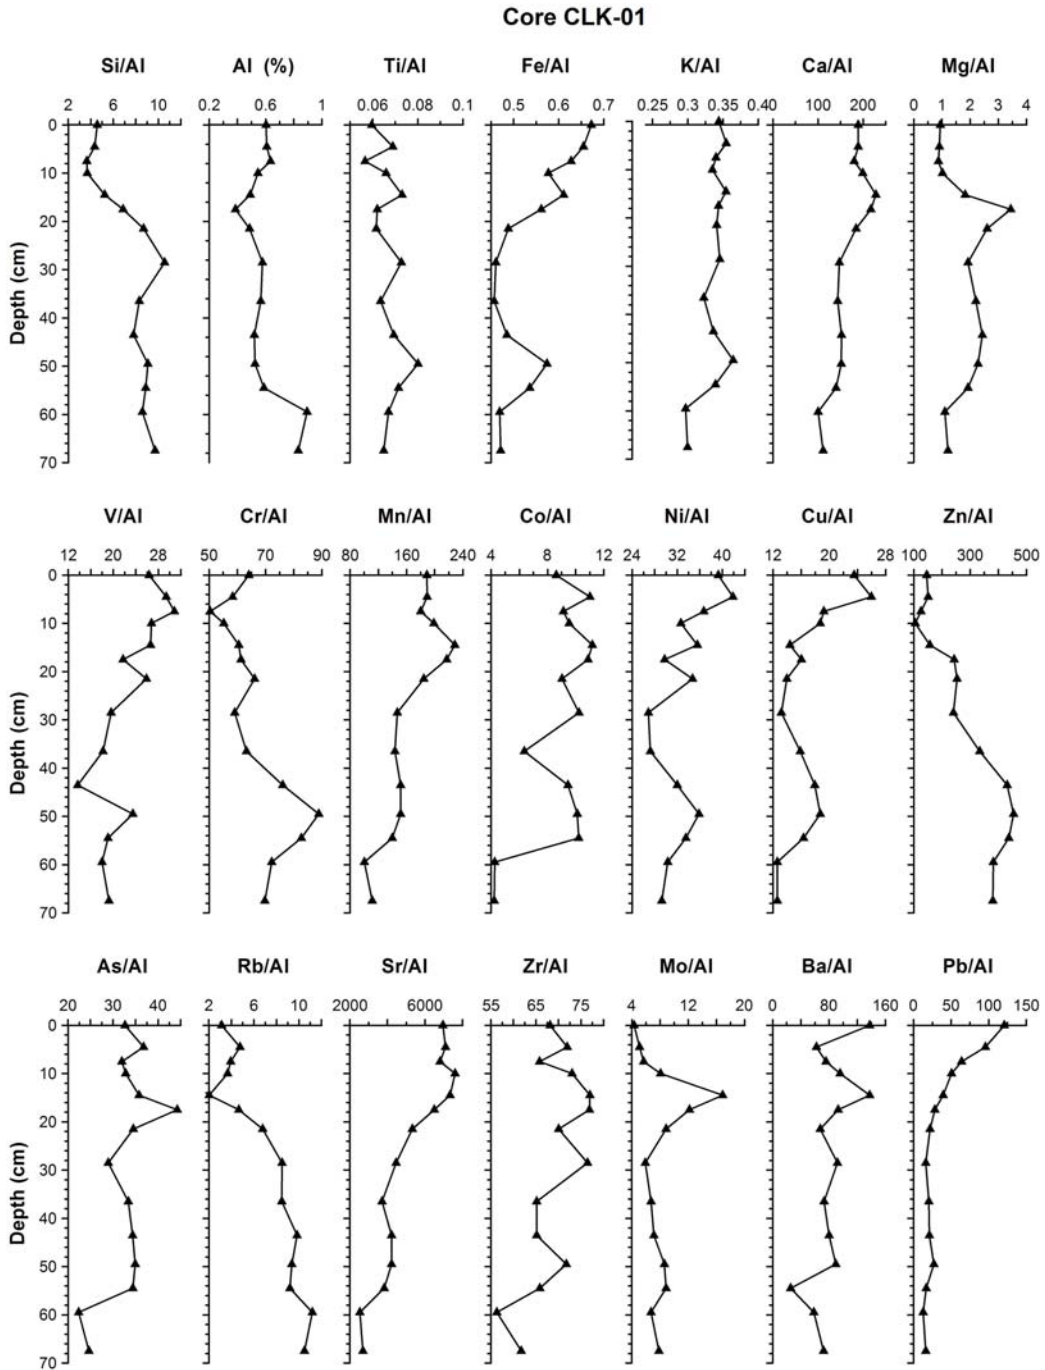 Core CLK-01
Si/Al Al (%) Ti/Al Fe/Al K/Al Ca/Al Mg/Al
2 6 10 0.2 0.6 1 0.06 0.08 0.1 0.5 0.6 0.7 0.25 0.3 0.35 0.40 100 200 0 1 2 3 4
0
10
20
30
40
50
60
70
Depth (cm)
V/Al Cr/Al Mn/Al Co/Al Ni/Al Cu/Al Zn/Al
12 20 28 50 70 90 80 160 240 4 8 12 24 32 40 12 20 28 100 300 500
0
10
20
30
40
50
60
70
Depth (cm)
As/Al Rb/Al Sr/Al Zr/Al Mo/Al Ba/Al Pb/Al
20 30 40 2 6 10 2000 6000 55 65 75 4 12 20 0 80 160 0 50 100 150
0
10
20
30
40
50
60
70
Depth (cm)